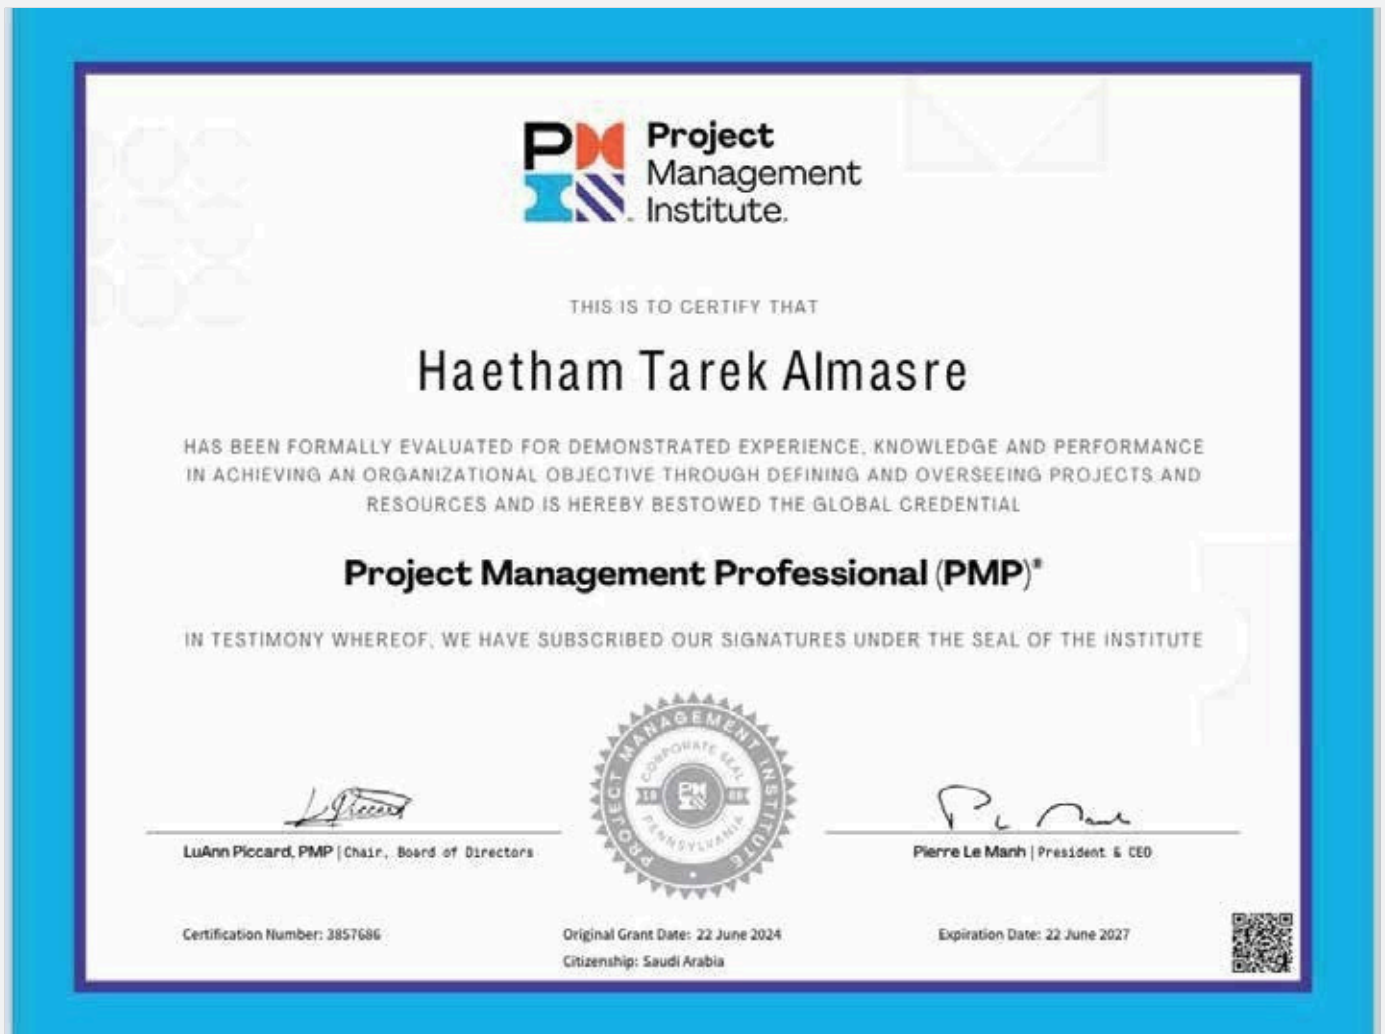 Project
Management
Institute.
THIS IS TO CERTIFY THAT
Haetham Tarek Almasre
HAS BEEN FORMALLY EVALUATED FOR DEMONSTRATED EXPERIENCE, KNOWLEDGE AND PERFORMANCE
IN ACHIEVING AN ORGANIZATIONAL OBJECTIVE THROUGH DEFINING AND OVERSEEING PROJECTS AND
RESOURCES AND IS HEREBY BESTOWED THE GLOBAL CREDENTIAL
Project Management Professional (PMP)®
IN TESTIMONY WHEREOF, WE HAVE SUBSCRIBED OUR SIGNATURES UNDER THE SEAL OF THE INSTITUTE
PROJECT MANAGEMENT INSTITUTE
CORPORATE SEAL
PENNSYLVANIA
LuAnn Piccard, PMP | Chair, Board of Directors
Pierre Le Manh | President & CEO
Certification Number: 3857686
Original Grant Date: 22 June 2024
Expiration Date: 22 June 2027
Citizenship: Saudi Arabia